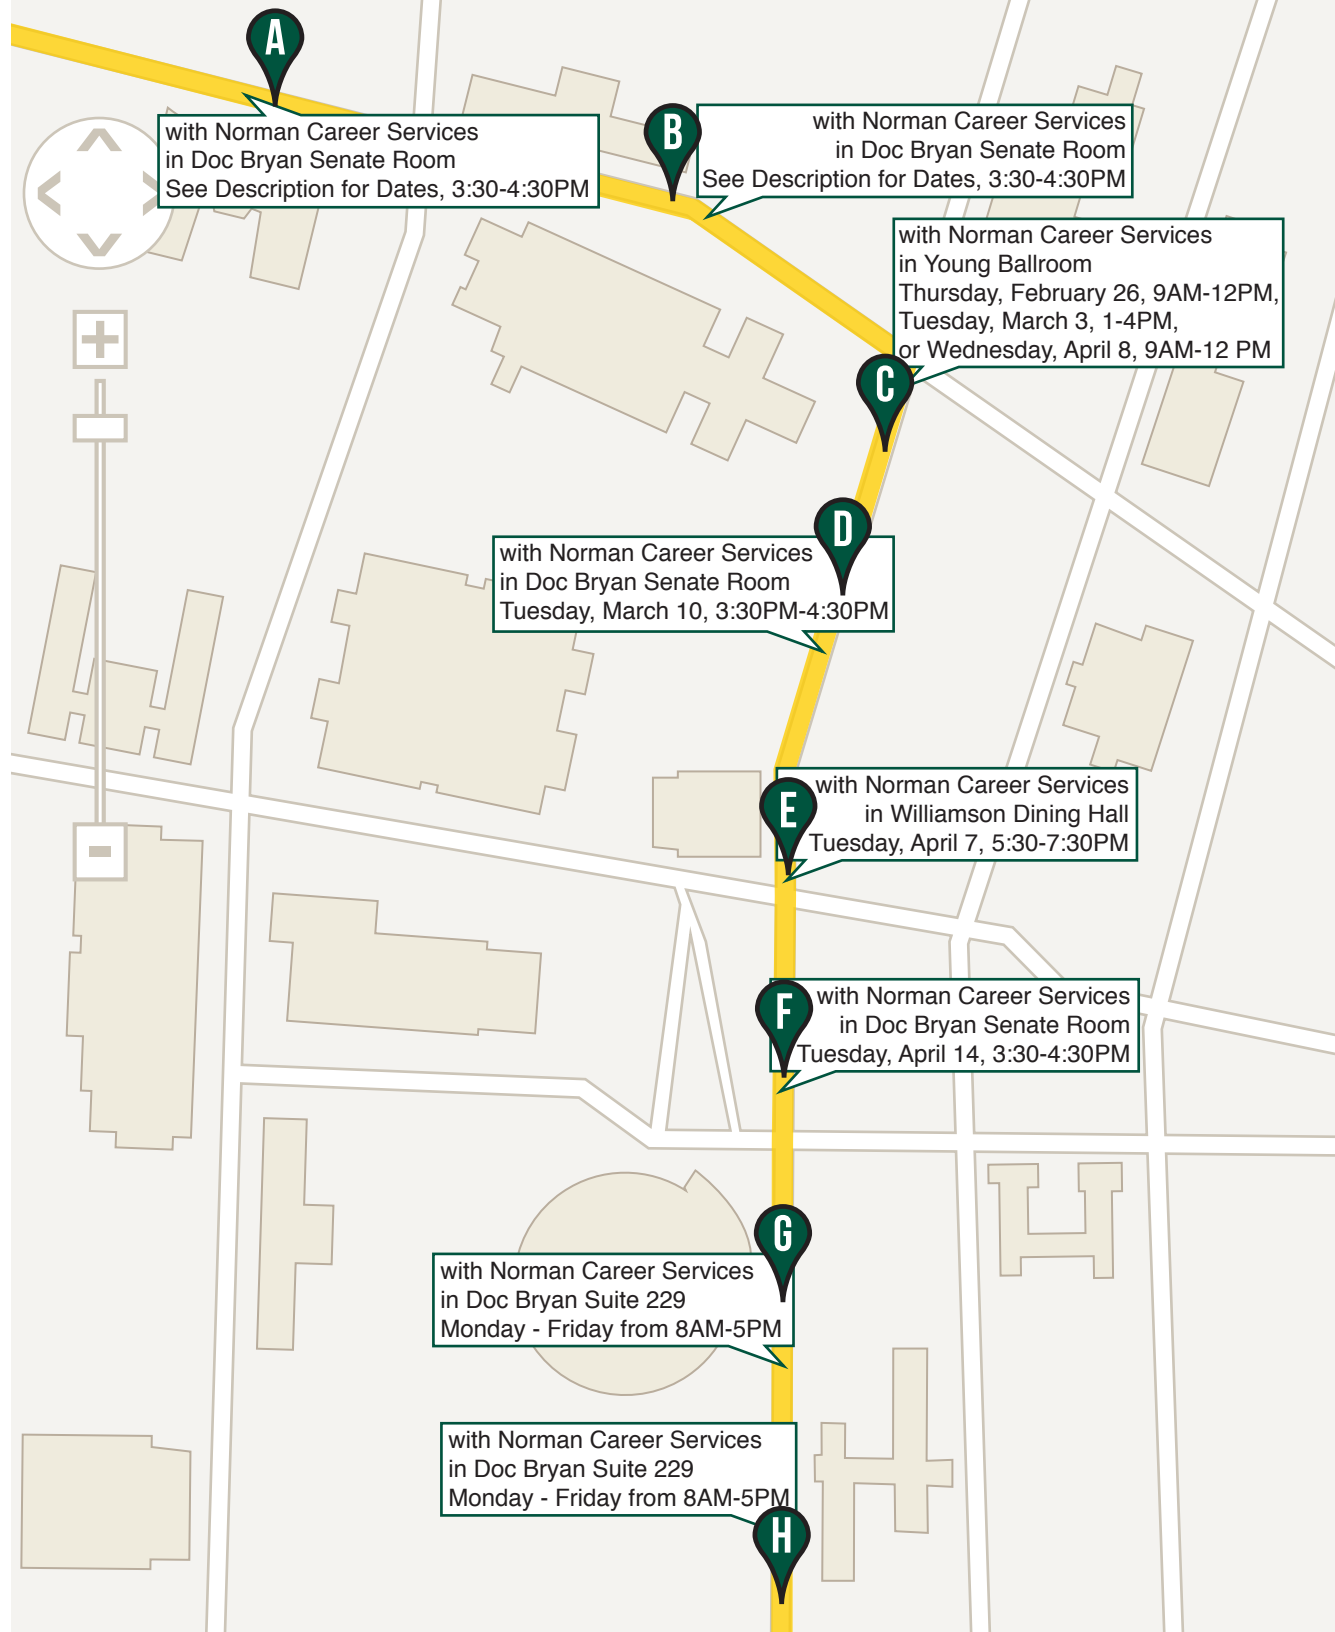 A
with Norman Career Services
in Doc Bryan Senate Room
See Description for Dates, 3:30-4:30PM
B
with Norman Career Services
in Doc Bryan Senate Room
See Description for Dates, 3:30-4:30PM
with Norman Career Services
in Young Ballroom
Thursday, February 26, 9AM-12PM,
Tuesday, March 3, 1-4PM,
or Wednesday, April 8, 9AM-12 PM
C
D
with Norman Career Services
in Doc Bryan Senate Room
Tuesday, March 10, 3:30PM-4:30PM
E
with Norman Career Services
in Williamson Dining Hall
Tuesday, April 7, 5:30-7:30PM
F
with Norman Career Services
in Doc Bryan Senate Room
Tuesday, April 14, 3:30-4:30PM
G
with Norman Career Services
in Doc Bryan Suite 229
Monday - Friday from 8AM-5PM
with Norman Career Services
in Doc Bryan Suite 229
Monday - Friday from 8AM-5PM
H